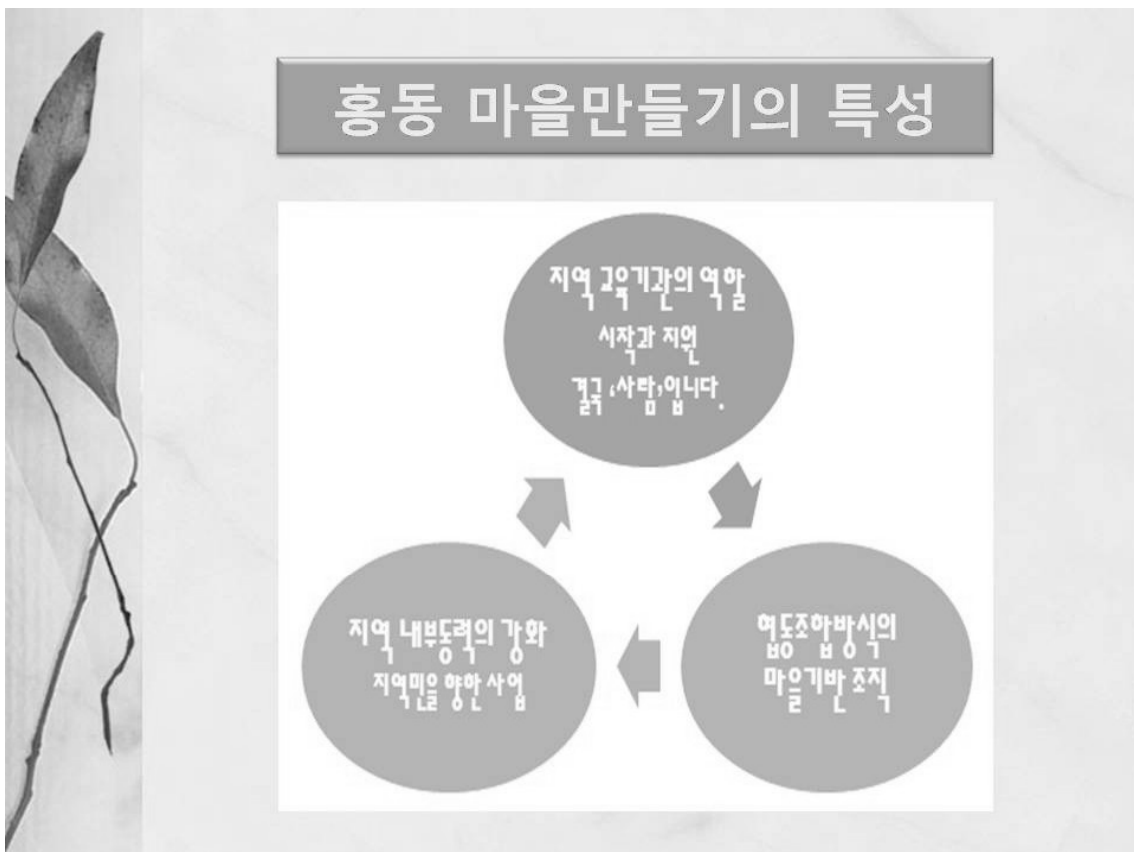 홍동 마을만들기의 특성
지역 교육기관의 역할
시작과 지원
결국 ‘사람’입니다.
협동조합방식의
마을기반 조직
지역 내부동력의 강화
지역민을 향한 사업